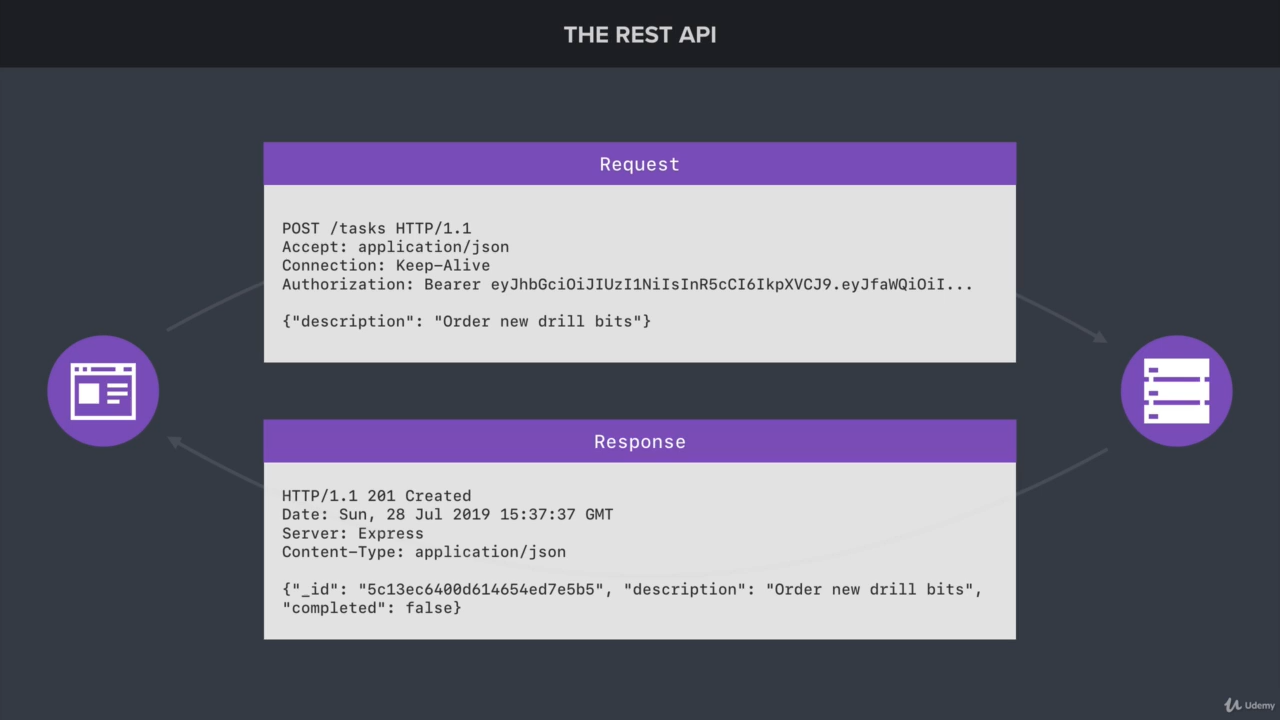 THE REST API
Request
POST /tasks HTTP/1.1
Accept: application/json
Connection: Keep-Alive
Authorization: Bearer eyJhbGciOiJIUzI1NiIsInR5cCI6IkpXVCJ9.eyJfaWQiOiI...
{"description": "Order new drill bits"}
Response
HTTP/1.1 201 Created
Date: Sun, 28 Jul 2019 15:37:37 GMT
Server: Express
Content-Type: application/json
{"_id": "5c13ec6400d614654ed7e5b5", "description": "Order new drill bits",
"completed": false}
Udemy